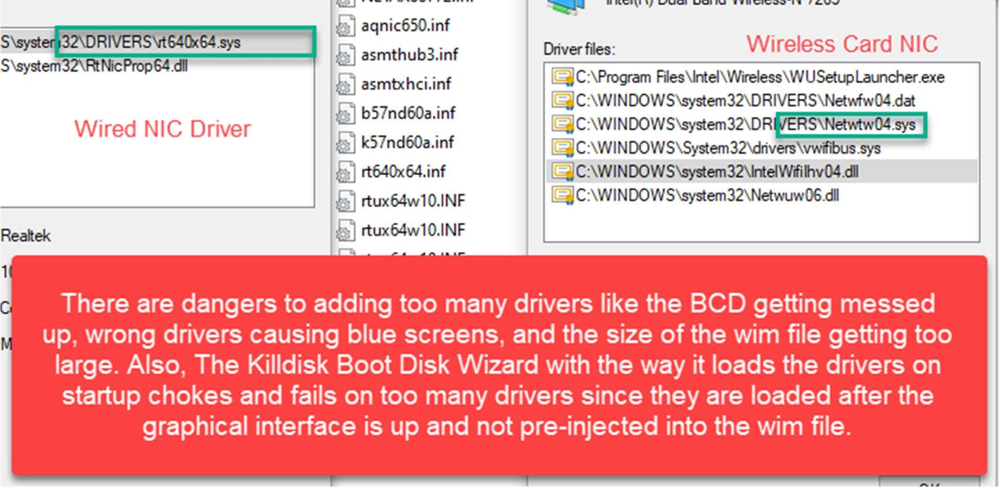 S\system32\DRIVERS\rt640x64.sys
S\system32\RtNicProp64.dll
Wired NIC Driver
Realtek
aqnic650.inf
asmthub3.inf
asmtxhci.inf
b57nd60a.inf
k57nd60a.inf
rt640x64.inf
rtux64w10.INF
rtux64w10.INF
Intel(R) Dual Band Wireless-N 7265
Driver files:
Wireless Card NIC
C:\Program Files\Intel\Wireless\WUSetupLauncher.exe
C:\WINDOWS\system32\DRIVERS\Netwfw04.dat
C:\WINDOWS\system32\DRIVERS\Netwtw04.sys
C:\WINDOWS\System32\drivers\vwifibus.sys
C:\WINDOWS\system32\IntelWifiIhv04.dll
C:\WINDOWS\system32\Netwuw06.dll
There are dangers to adding too many drivers like the BCD getting messed
up, wrong drivers causing blue screens, and the size of the wim file getting too
large. Also, The Killdisk Boot Disk Wizard with the way it loads the drivers on
startup chokes and fails on too many drivers since they are loaded after the
graphical interface is up and not pre-injected into the wim file.